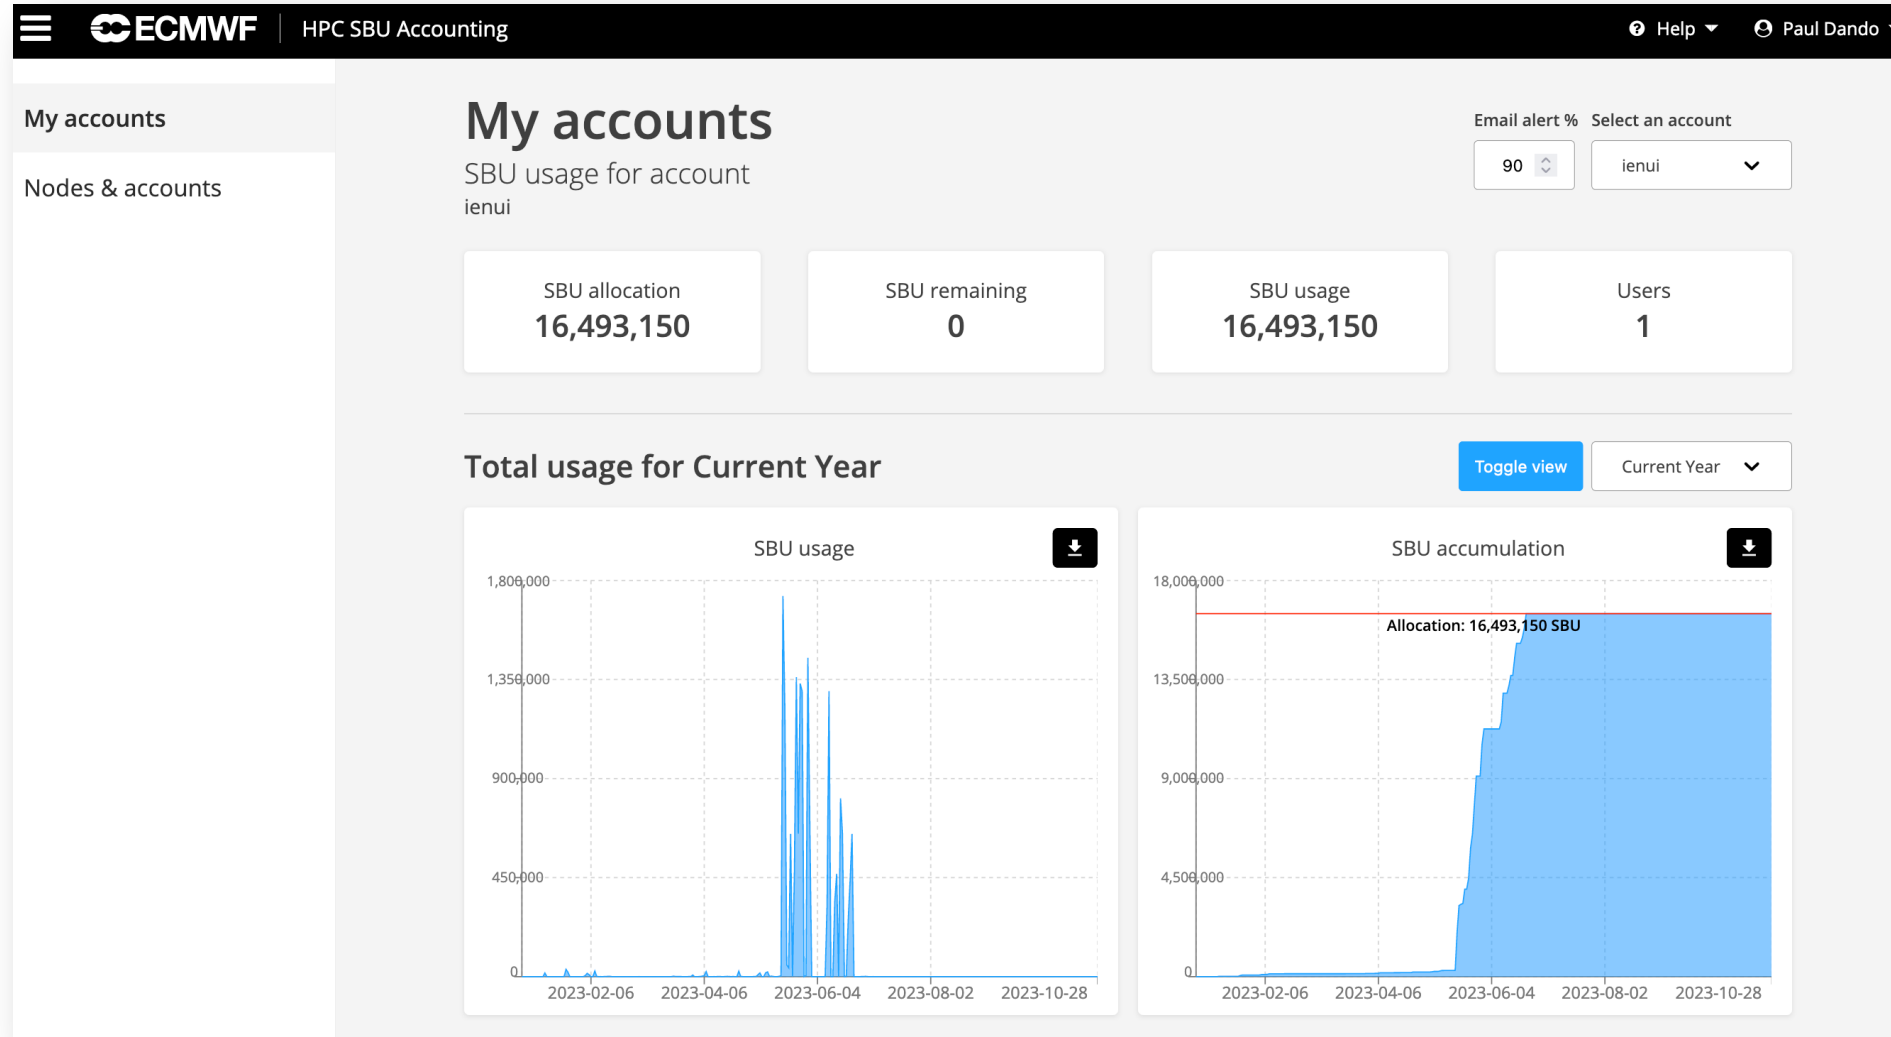 ECMWF HPC SBU Accounting Help Paul Dando
My accounts
Nodes & accounts
My accounts
SBU usage for account
ienui
Email alert % Select an account
90 ienui
SBU allocation
16,493,150
SBU remaining
0
SBU usage
16,493,150
Users
1
Total usage for Current Year
Toggle view Current Year
SBU usage
1,800,000
1,350,000
900,000
450,000
0
2023-02-06 2023-04-06 2023-06-04 2023-08-02 2023-10-28
SBU accumulation
18,000,000
Allocation: 16,493,150 SBU
13,500,000
9,000,000
4,500,000
0
2023-02-06 2023-04-06 2023-06-04 2023-08-02 2023-10-28